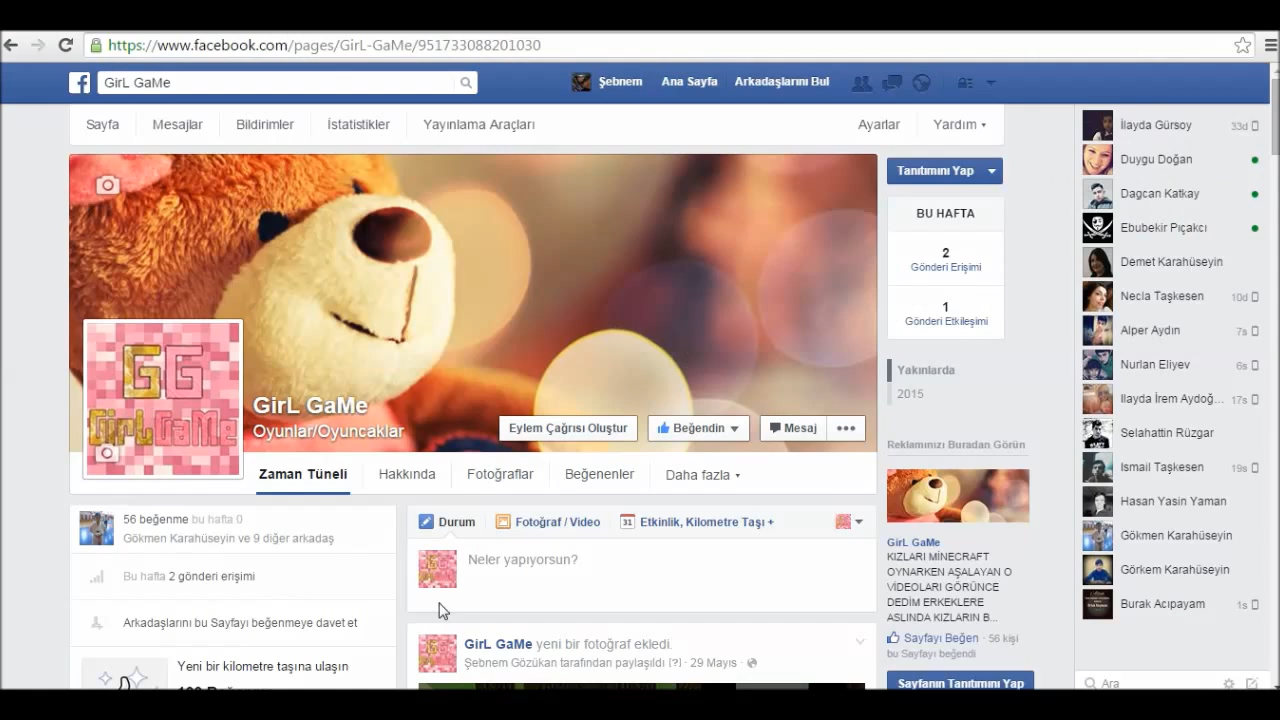 https://www.facebook.com/pages/GirL-GaMe/951733088201030
GirL GaMe
Şebnem
Ana Sayfa
Arkadaşlarını Bul
Sayfa
Mesajlar
Bildirimler
İstatistikler
Yayınlama Araçları
Ayarlar
Yardım
GG
GirLGaMe
GirL GaMe
Oyunlar/Oyuncaklar
Eylem Çağrısı Oluştur
Beğendin
Mesaj
Zaman Tüneli
Hakkında
Fotoğraflar
Beğenenler
Daha fazla
56 beğenme bu hafta 0
Gökmen Karahüseyin ve 9 diğer arkadaş
Bu hafta 2 gönderi erişimi
Arkadaşlarını bu Sayfayı beğenmeye davet et
Yeni bir kilometre taşına ulaşın
Durum
Fotoğraf / Video
31
Etkinlik, Kilometre Taşı +
Neler yapıyorsun?
GirL GaMe yeni bir fotoğraf ekledi.
Şebnem Gözükan tarafından paylaşıldı [?] · 29 Mayıs ·
Tanıtımını Yap
BU HAFTA
2
Gönderi Erişimi
1
Gönderi Etkileşimi
Yakınlarda
2015
Reklamınızı Buradan Görün
GirL GaMe
KIZLARI MİNECRAFT
OYNARKEN AŞALAYAN O
VİDEOLARI GÖRÜNCE
DEDİM ERKEKLERE
ASLINDA KIZLARIN B...
Sayfayı Beğen · 56 kişi
bu Sayfayı beğendi
Sayfanın Tanıtımını Yap
İlayda Gürsoy 33d
Duygu Doğan
Dagcan Katkay
Ebubekir Pıçakcı
Demet Karahüseyin
Necla Taşkesen 10d
Alper Aydın 7s
Nurlan Eliyev 6s
Ilayda İrem Aydoğ... 17s
Selahattin Rüzgar
Ismail Taşkesen 19s
Hasan Yasin Yaman
Gökmen Karahüseyin
Görkem Karahüseyin
Burak Acıpayam 1s
Ara